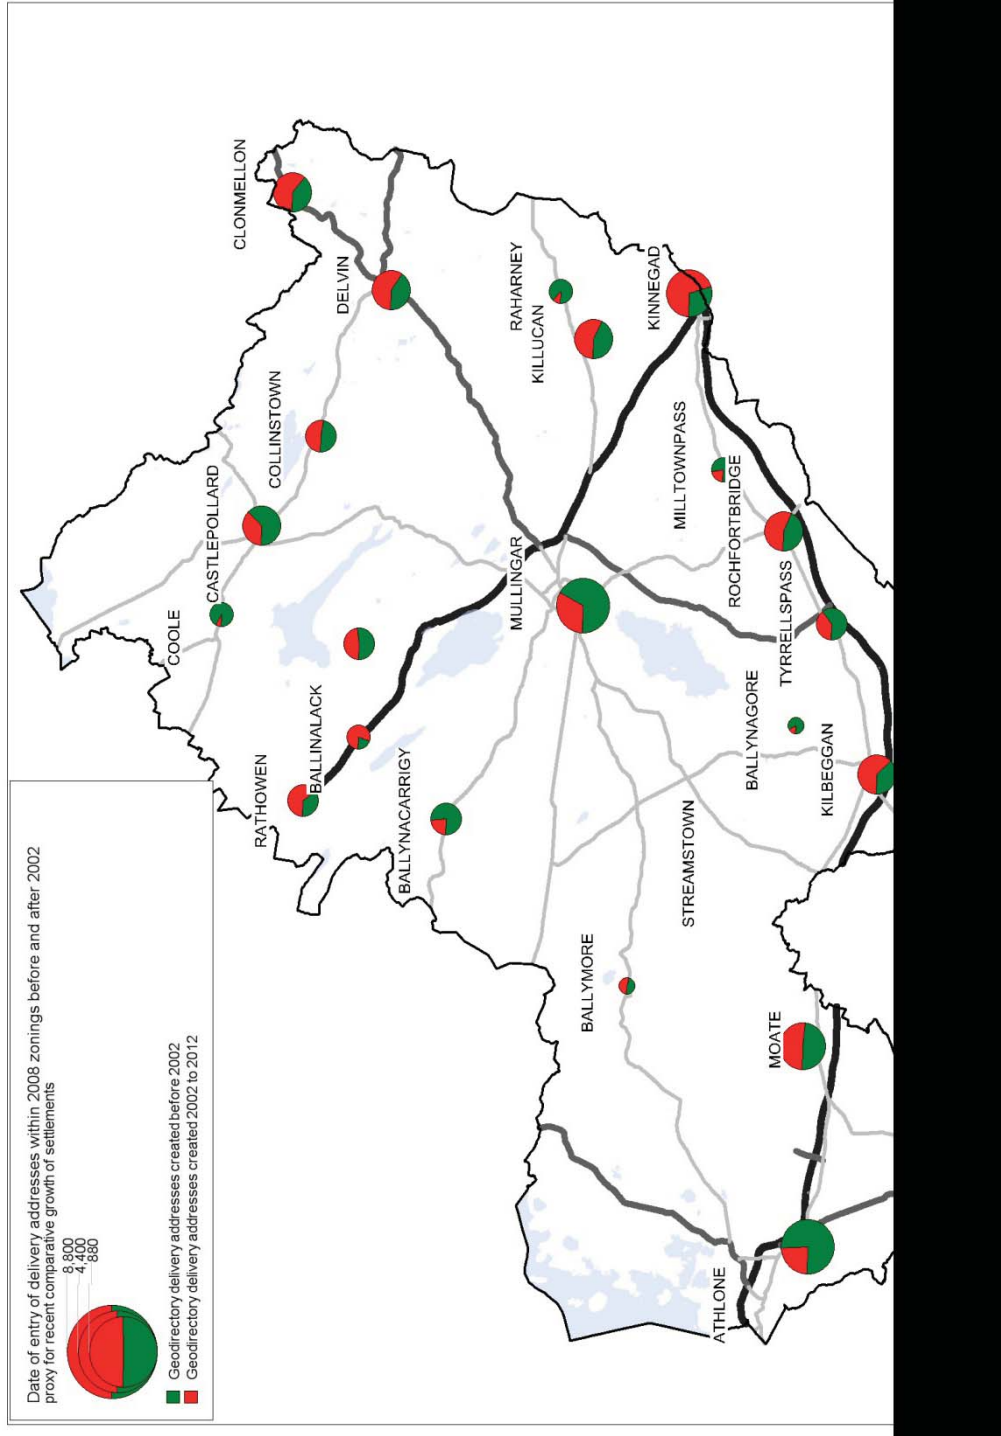 Date of entry of delivery addresses within 2008 zonings before and after 2002
proxy for recent comparative growth of settlements
8,800
4,400
880
Geodirectory delivery addresses created before 2002
Geodirectory delivery addresses created 2002 to 2012
CLONMELLON
DELVIN
COLLINSTOWN
CASTLEPOLLARD
COOLE
RATHOWEN
BALLINALACK
BALLYNACARRIGY
MULLINGAR
RAHARNEY
KILLUCAN
KINNEGAD
MILLTOWNPASS
ROCHFORTBRIDGE
TYRRELLSPASS
BALLYNAGORE
KILBEGGAN
STREAMSTOWN
BALLYMORE
MOATE
ATHLONE